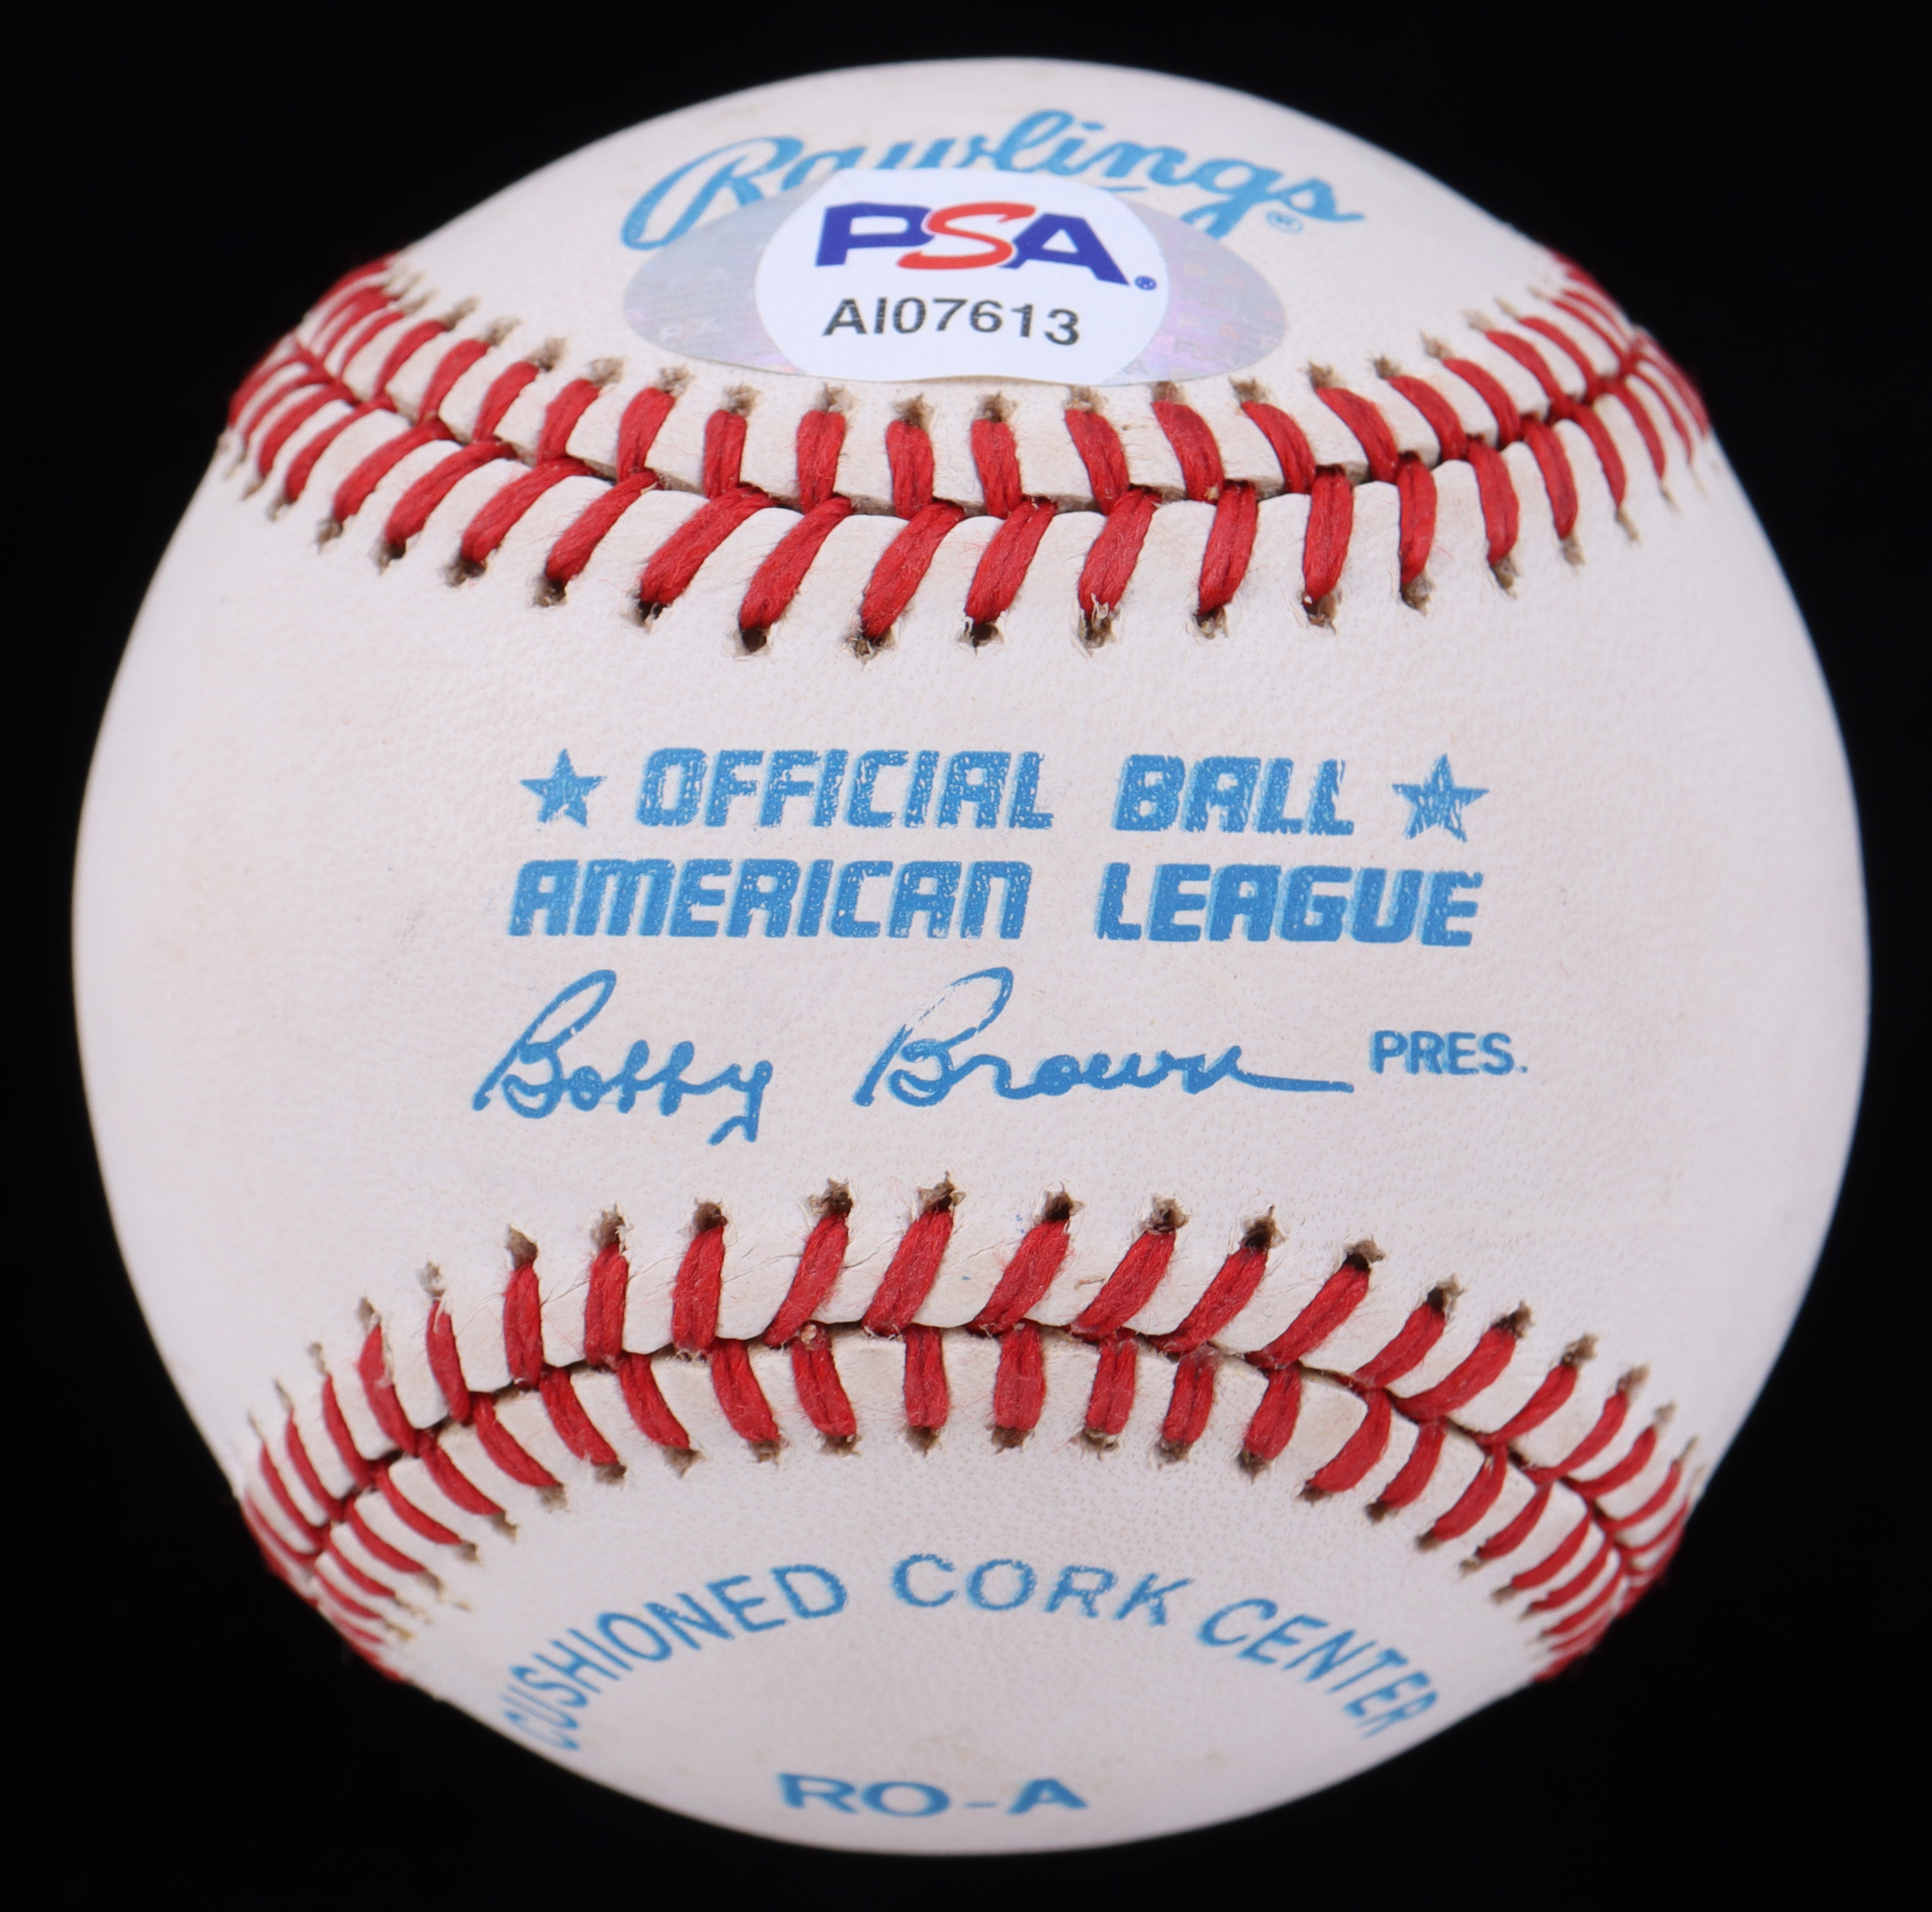 Rawlings ®
PSA®
AI07613
★ OFFICIAL BALL ★
AMERICAN LEAGUE
Bobby Brown PRES.
CUSHIONED CORK CENTER
RO-A